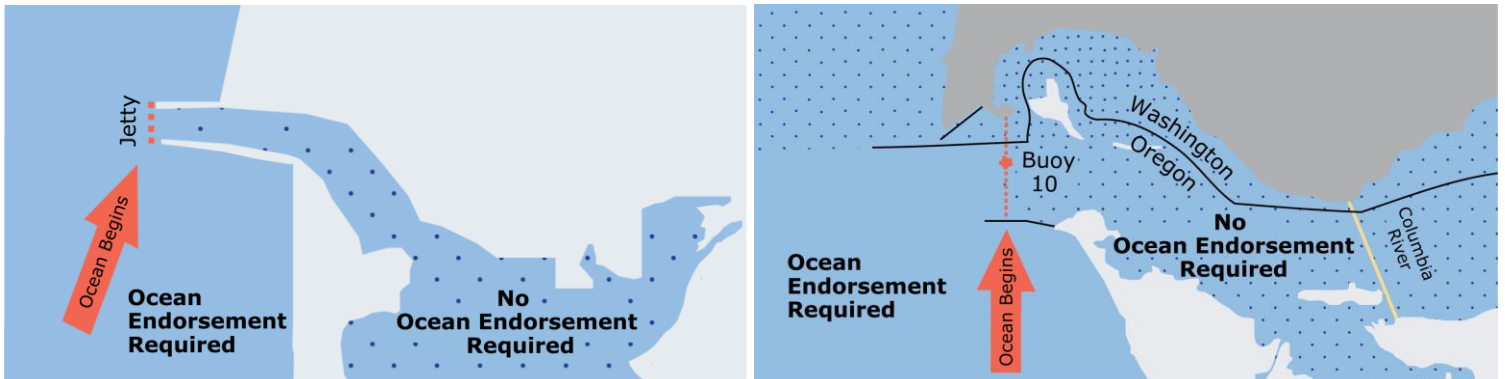 Jetty
Ocean Begins
Ocean
Endorsement
Required
No
Ocean Endorsement
Required
Washington
Oregon
Buoy
10
Columbia
River
No
Ocean Endorsement
Required
Ocean
Endorsement
Required
Ocean Begins